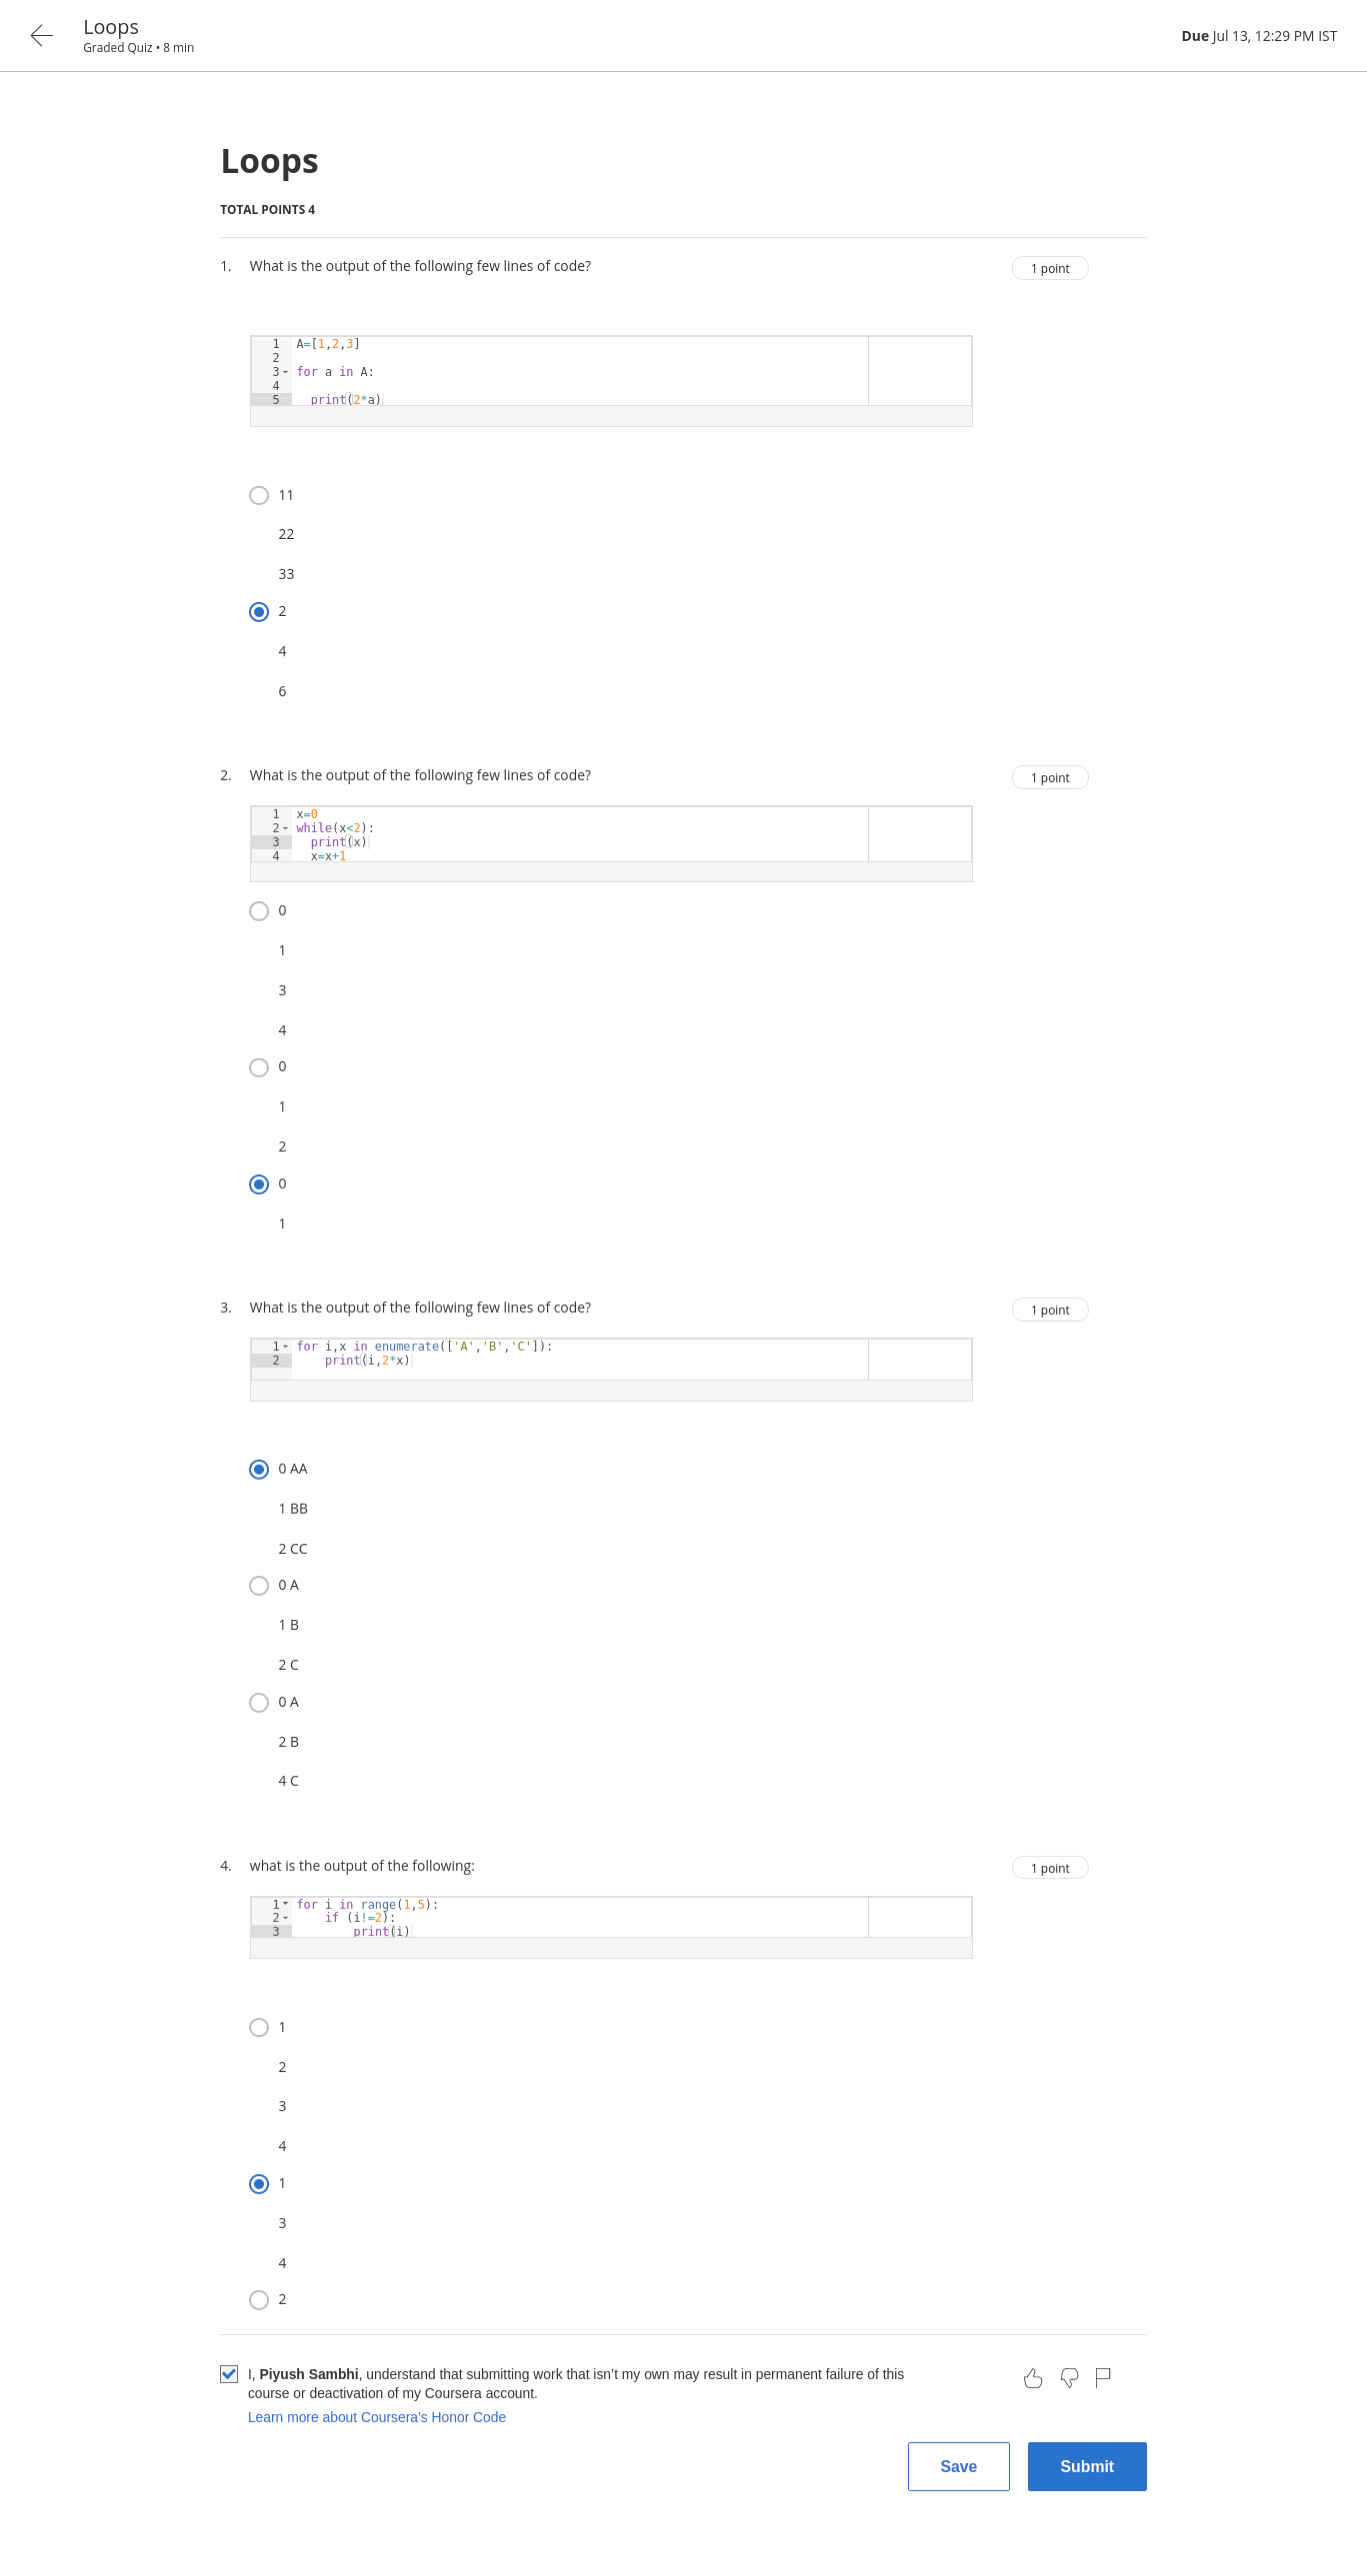 Loops
Graded Quiz • 8 min
Due Jul 13, 12:29 PM IST
Loops
TOTAL POINTS 4
1. What is the output of the following few lines of code?
1 point
1 A=[1,2,3]
2
3 for a in A:
4
5   print(2*a)
11
22
33
2
4
6
2. What is the output of the following few lines of code?
1 point
1 x=0
2 while(x<2):
3   print(x)
4   x=x+1
0
1
3
4
0
1
2
0
1
3. What is the output of the following few lines of code?
1 point
1 for i,x in enumerate(['A','B','C']):
2     print(i,2*x)
0 AA
1 BB
2 CC
0 A
1 B
2 C
0 A
2 B
4 C
4. what is the output of the following:
1 point
1 for i in range(1,5):
2     if (i!=2):
3         print(i)
1
2
3
4
1
3
4
2
I, Piyush Sambhi, understand that submitting work that isn’t my own may result in permanent failure of this
course or deactivation of my Coursera account.
Learn more about Coursera’s Honor Code
Save
Submit